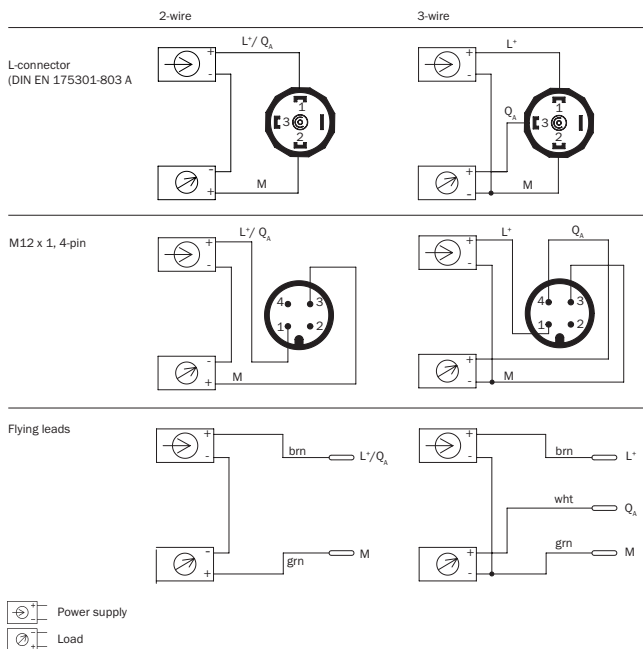 2-wire 3-wire
L-connector
(DIN EN 175301-803 A
+ L⁺/ Q_A
-
1
3
2
-
+ M
+ L⁺
-
1
Q_A 3
2
+
- M
M12 x 1, 4-pin
+ L⁺/ Q_A
-
4 3
1 2
-
+ M
+ L⁺ Q_A
-
4 3
1 2
+
- M
Flying leads
+ brn L⁺/Q_A
-
-
+ grn M
+ brn L⁺
-
wht Q_A
+ grn M
-
+
- Power supply
-
+ Load